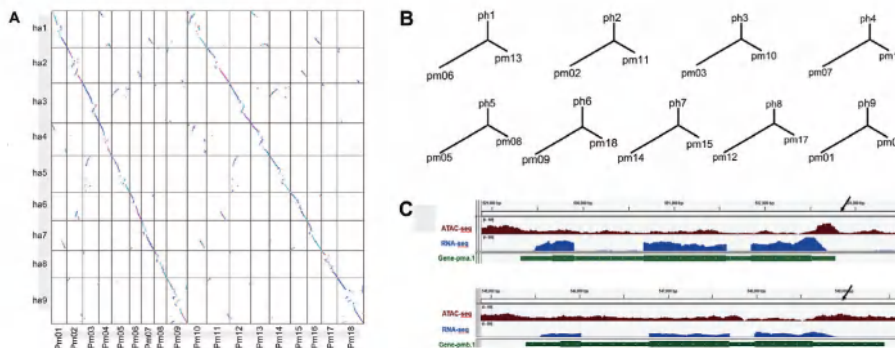 A
ha1
ha2
ha3
ha4
ha5
ha6
ha7
ha8
ha9
Pm01
Pm02
Pm03
Pm04
Pm05
Pm06
Pm07
Pm08
Pm09
Pm10
Pm11
Pm12
Pm13
Pm14
Pm15
Pm16
Pm17
Pm18
B
ph1
pm06
pm13
ph2
pm02
pm11
ph3
pm03
pm10
ph4
pm07
ph5
pm05
pm08
ph6
pm09
pm18
ph7
pm14
pm15
ph8
pm12
pm17
ph9
pm01
C
ATAC-seq
RNA-seq
Gene-pma.1
ATAC-seq
RNA-seq
Gene-pmb.1